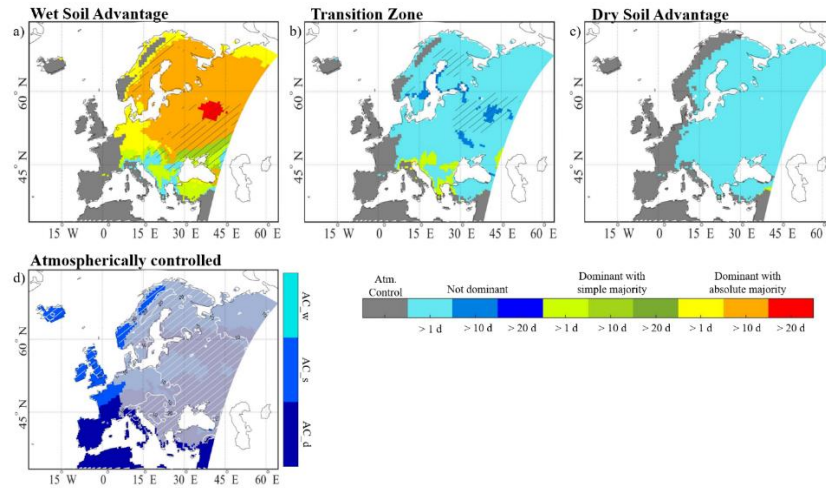 Wet Soil Advantage
Transition Zone
Dry Soil Advantage
a)
b)
c)
60° N
45° N
60° N
45° N
60° N
45° N
15 W 0 15 E 30 E 45 E 60 E
15 W 0 15 E 30 E 45 E 60 E
15 W 0 15 E 30 E 45 E 60 E
Atmospherically controlled
d)
60° N
45° N
15 W 0 15 E 30 E 45 E 60 E
AC_w
AC_s
AC_d
Atm.
Control
Not dominant
Dominant with
simple majority
Dominant with
absolute majority
> 1 d > 10 d > 20 d > 1 d > 10 d > 20 d > 1 d > 10 d > 20 d